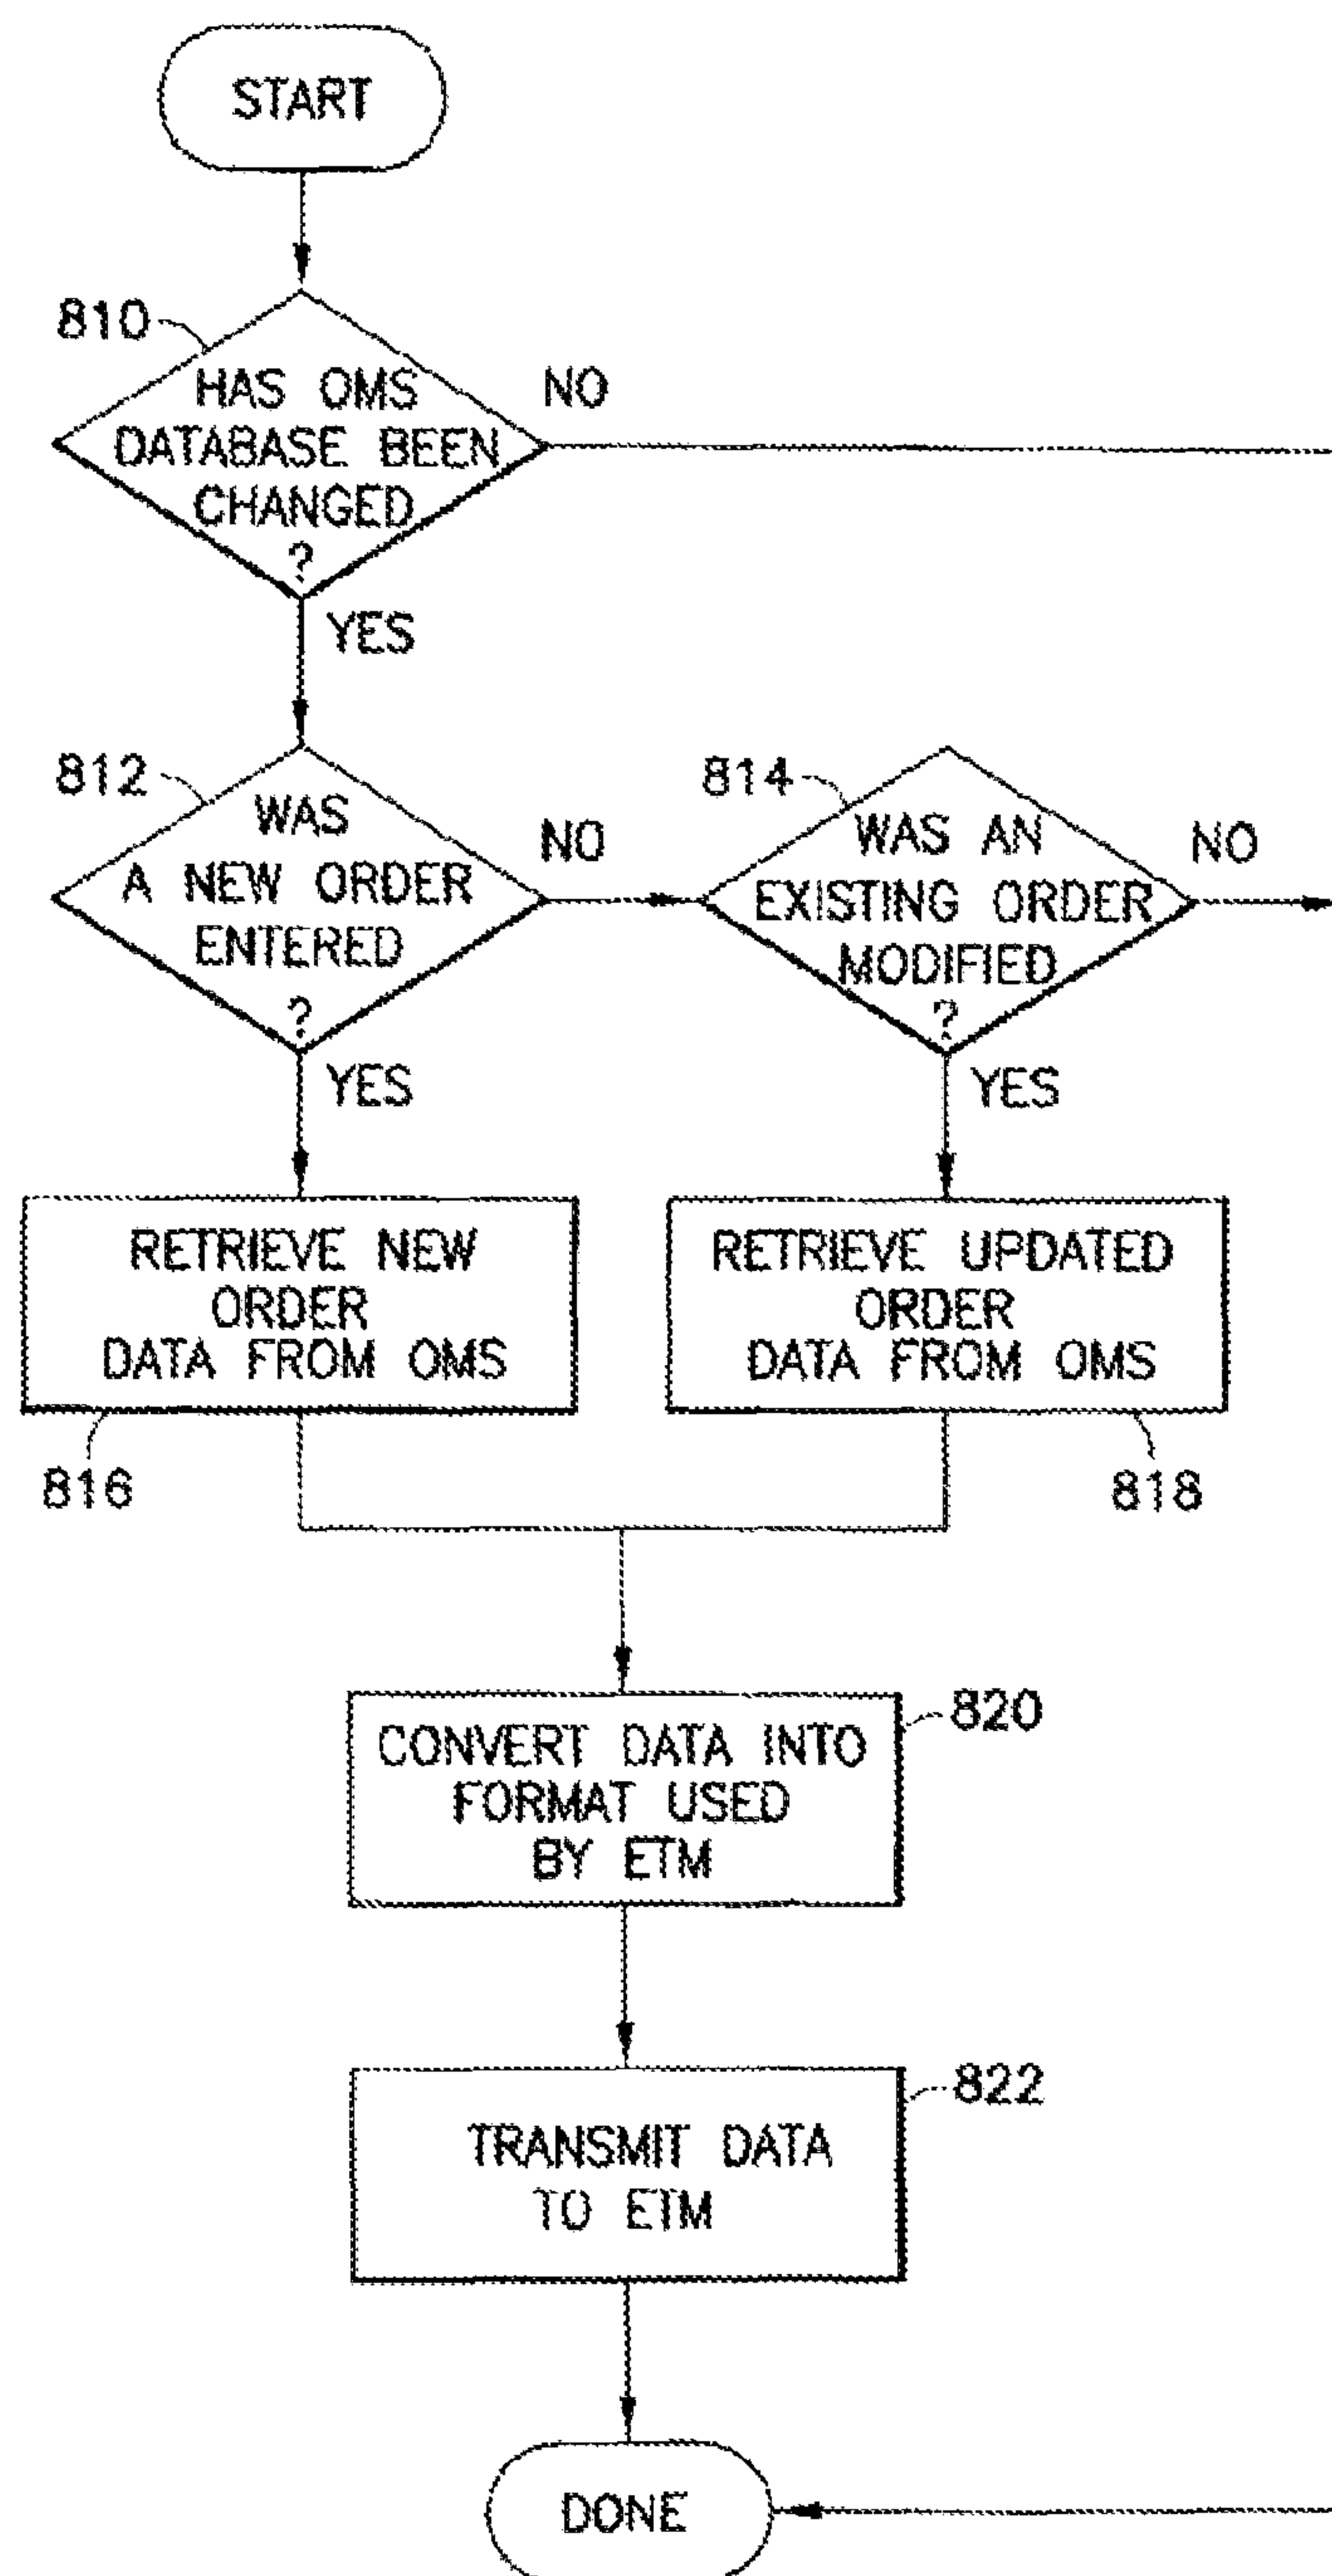 START
810
HAS OMS
DATABASE BEEN
CHANGED
?
NO
YES
812
WAS
A NEW ORDER
ENTERED
?
NO
YES
814
WAS AN
EXISTING ORDER
MODIFIED
?
NO
YES
RETRIEVE NEW
ORDER
DATA FROM OMS
816
RETRIEVE UPDATED
ORDER
DATA FROM OMS
818
CONVERT DATA INTO
FORMAT USED
BY ETM
820
TRANSMIT DATA
TO ETM
822
DONE